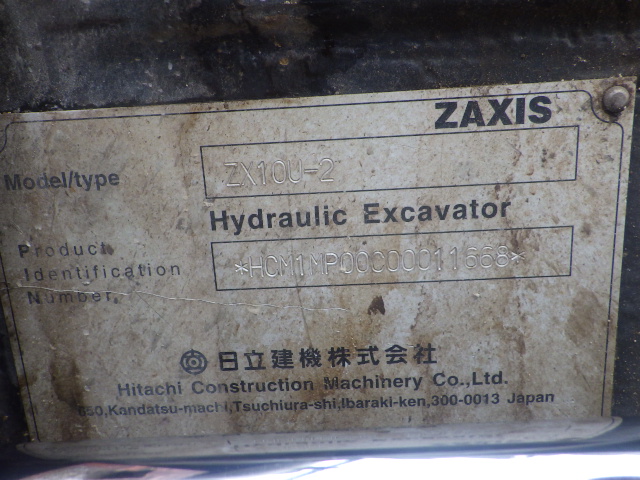 ZAXIS
Model/type ZX10U-2
Hydraulic Excavator
Product
Identification *HCM1MP00C00011668*
Number
日立建機株式会社
Hitachi Construction Machinery Co.,Ltd.
650,Kandatsu-machi,Tsuchiura-shi,Ibaraki-ken,300-0013 Japan